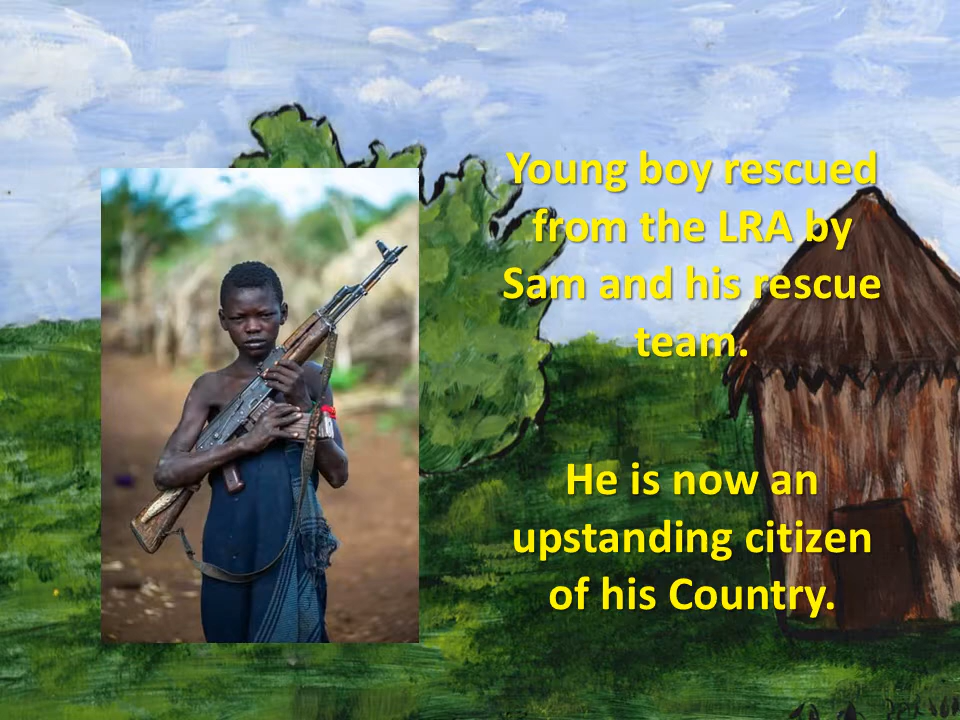 Young boy rescued
from the LRA by
Sam and his rescue
team.
He is now an
upstanding citizen
of his Country.